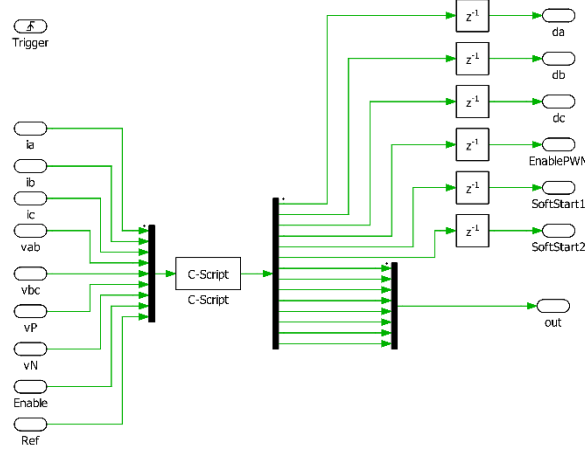 Trigger
ia
ib
ic
vab
vbc
vP
vN
Enable
Ref
C-Script
C-Script
z-1
da
z-1
db
z-1
dc
z-1
EnablePWM
z-1
SoftStart1
z-1
SoftStart2
out